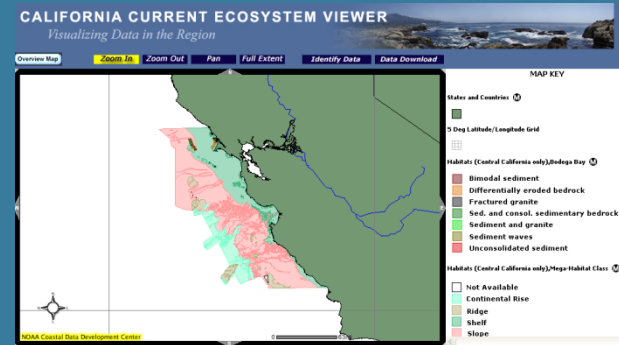 CALIFORNIA CURRENT ECOSYSTEM VIEWER
Visualizing Data in the Region
Overview Map
Zoom In
Zoom Out
Pan
Full Extent
Identify Data
Data Download
MAP KEY
States and Countries M
5 Deg Latitude/Longitude Grid
Habitats (Central California only),Bodega Bay M
Bimodal sediment
Differentially eroded bedrock
Fractured granite
Sed. and consol. sedimentary bedrock
Sediment and granite
Sediment waves
Unconsolidated sediment
Habitats (Central California only),Mega-Habitat Class M
Not Available
Continental Rise
Ridge
Shelf
Slope
NOAA Coastal Data Development Center